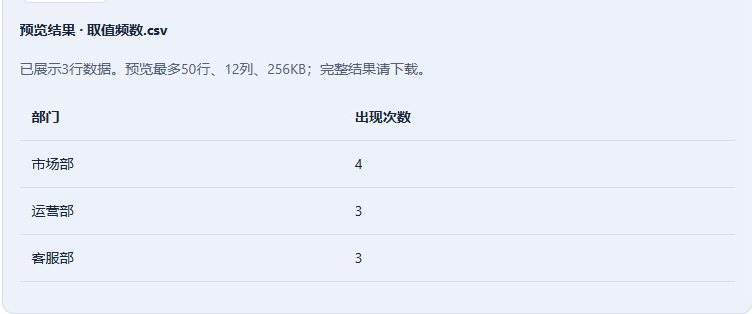 预览结果 · 取值频数.csv
已展示3行数据。预览最多50行、12列、256KB；完整结果请下载。
部门 出现次数
市场部 4
运营部 3
客服部 3